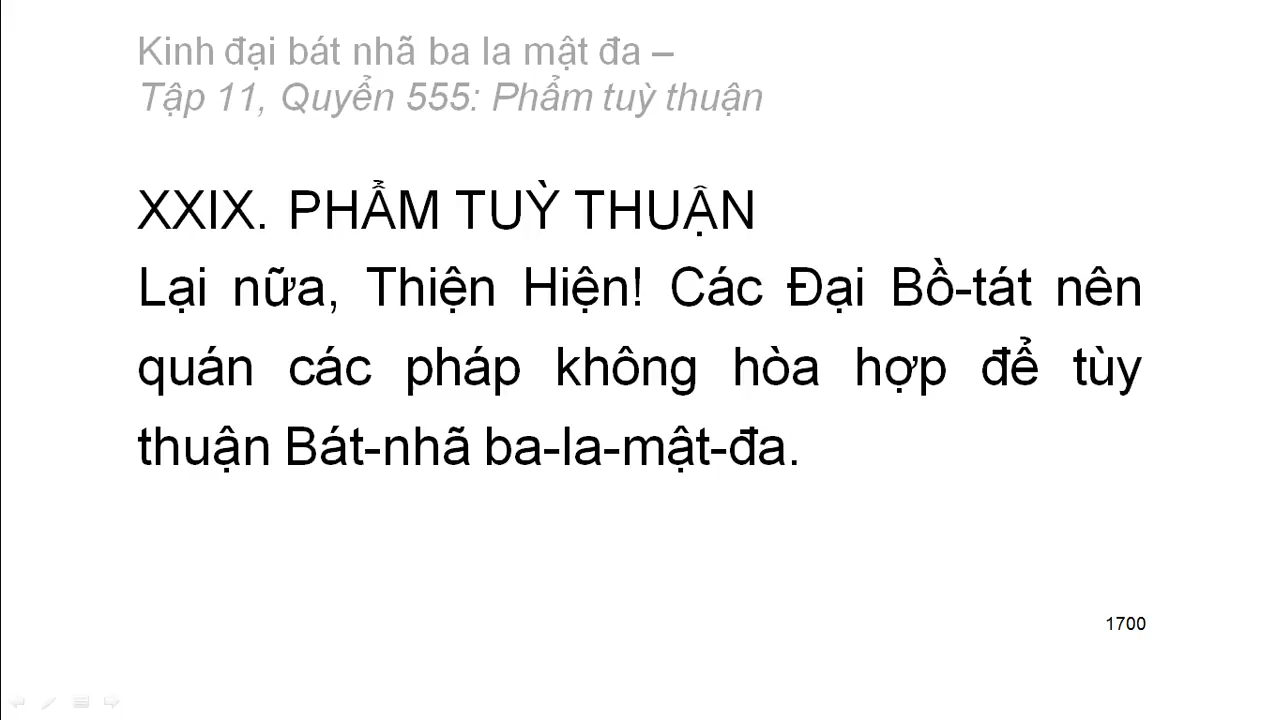 Kinh đại bát nhã ba la mật đa –
Tập 11, Quyển 555: Phẩm tuỳ thuận
XXIX. PHẨM TUỲ THUẬN
Lại nữa, Thiện Hiện! Các Đại Bồ-tát nên
quán các pháp không hòa hợp để tùy
thuận Bát-nhã ba-la-mật-đa.
1700